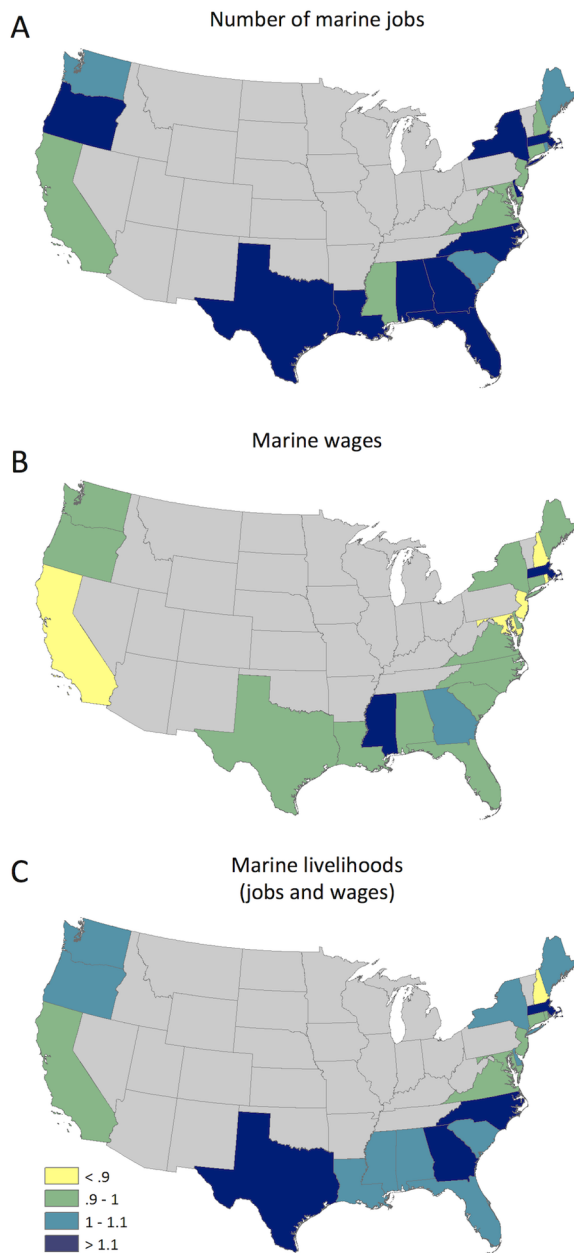 A
Number of marine jobs
B
Marine wages
C
Marine livelihoods
(jobs and wages)
< .9
.9 - 1
1 - 1.1
> 1.1